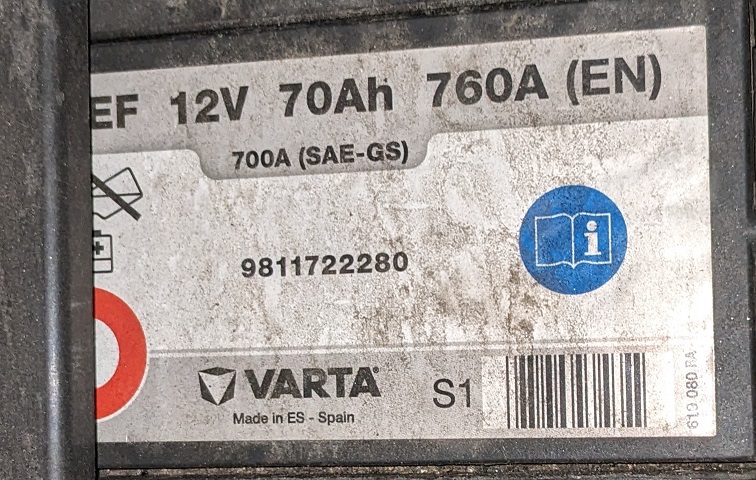 EF 12V 70Ah 760A (EN)
700A (SAE-GS)
9811722280
i
VARTA®
Made in ES - Spain
S1